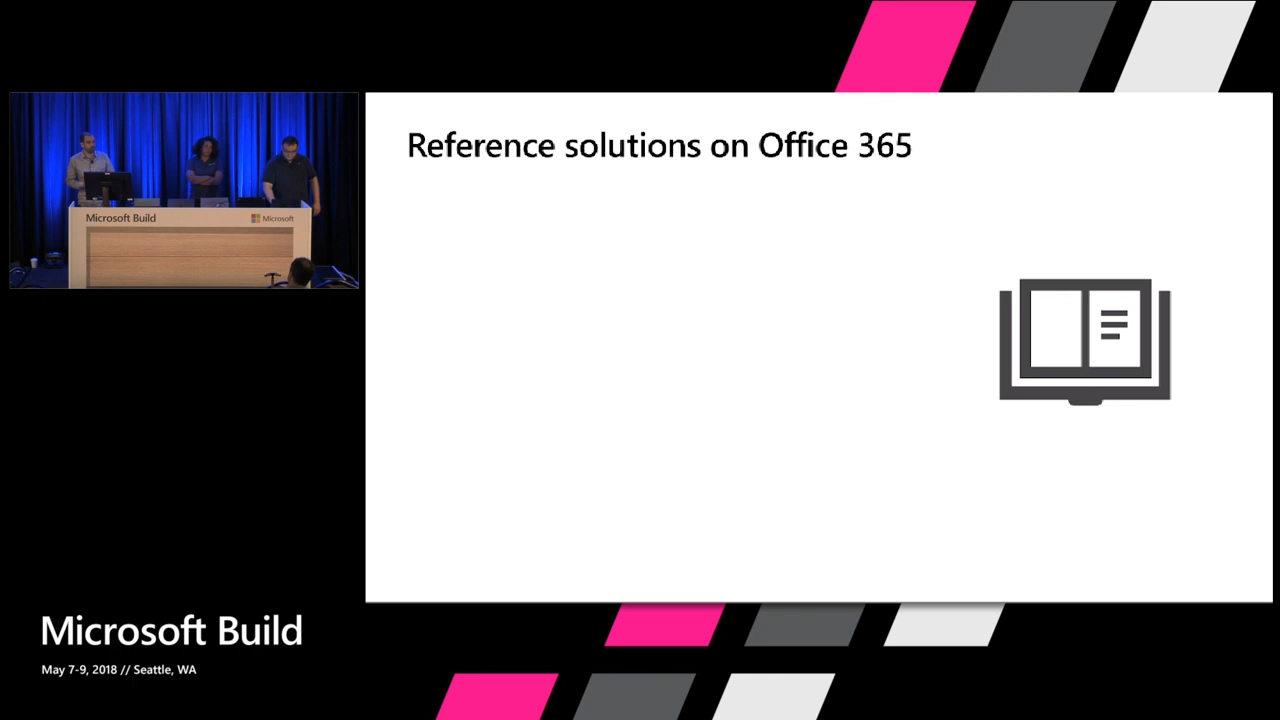 Reference solutions on Office 365
Microsoft Build
Microsoft
Microsoft Build
May 7-9, 2018 // Seattle, WA